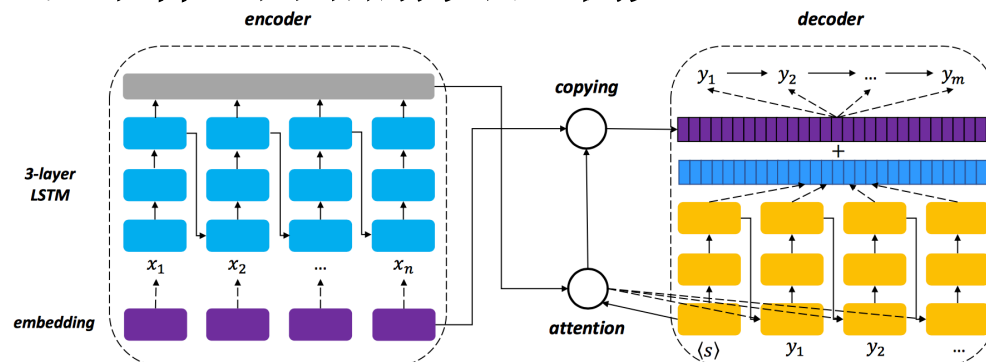 encoder
decoder
copying
y₁ y₂ ... yₘ
+
3-layer
LSTM
x₁ x₂ ... xₙ
embedding
attention
⟨s⟩ y₁ y₂ ...